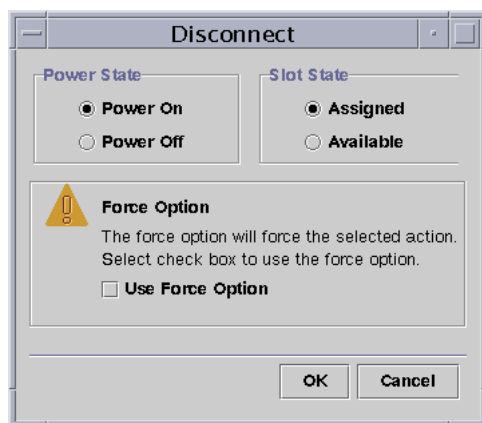 Disconnect
Power State
Power On
Power Off
Slot State
Assigned
Available
Force Option
The force option will force the selected action.
Select check box to use the force option.
Use Force Option
OK
Cancel